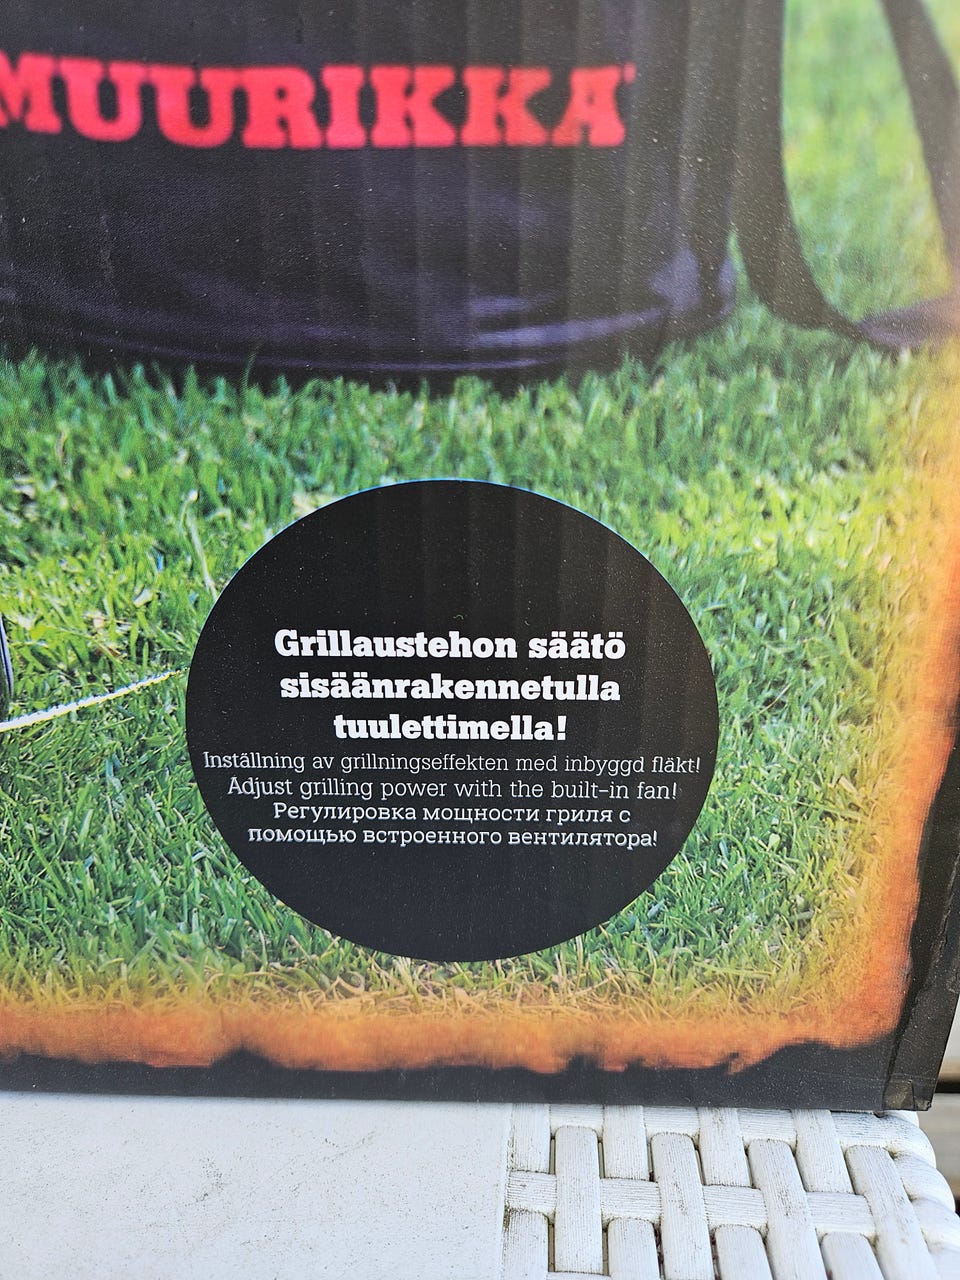 MUURIKKA
Grillaustehon säätö
sisäänrakennetulla
tuulettimella!
Inställning av grillningseffekten med inbyggd fläkt!
Adjust grilling power with the built-in fan!
Регулировка мощности гриля с
помощью встроенного вентилятора!